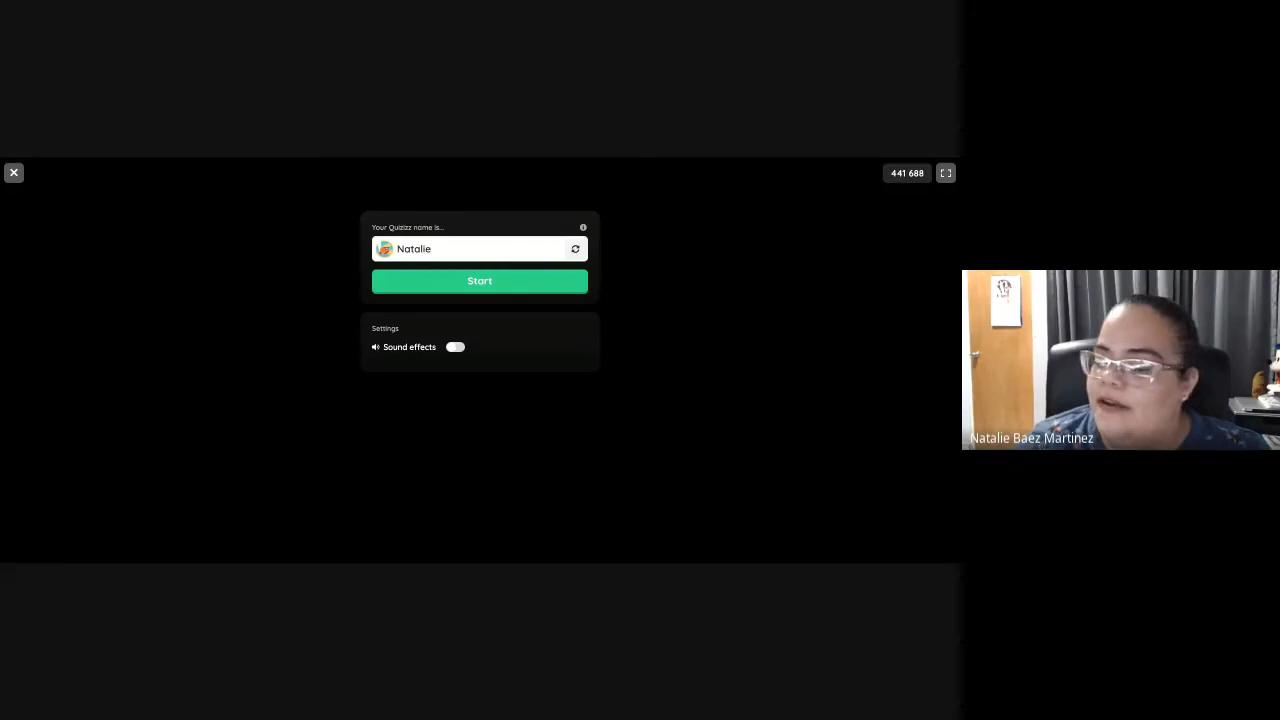 441 688
Your Quizizz name is...
Natalie
Start
Settings
Sound effects
Natalie Baez Martinez